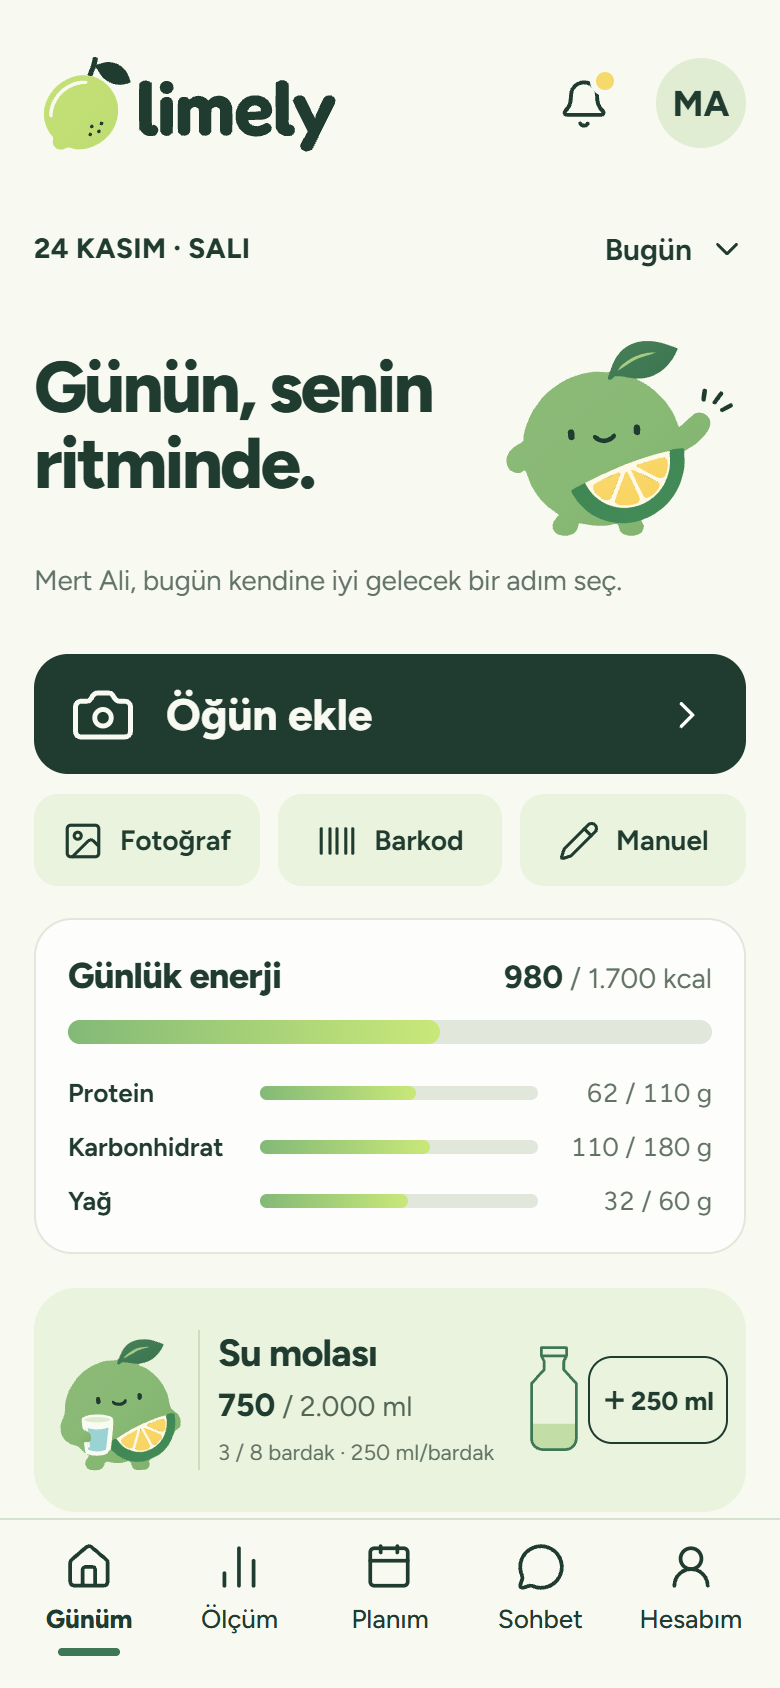 limely
MA
24 KASIM · SALI
Bugün
Günün, senin
ritminde.
Mert Ali, bugün kendine iyi gelecek bir adım seç.
Öğün ekle
Fotoğraf
Barkod
Manuel
Günlük enerji
980 / 1.700 kcal
Protein
62 / 110 g
Karbonhidrat
110 / 180 g
Yağ
32 / 60 g
Su molası
750 / 2.000 ml
3 / 8 bardak · 250 ml/bardak
+ 250 ml
Günüm
Ölçüm
Planım
Sohbet
Hesabım